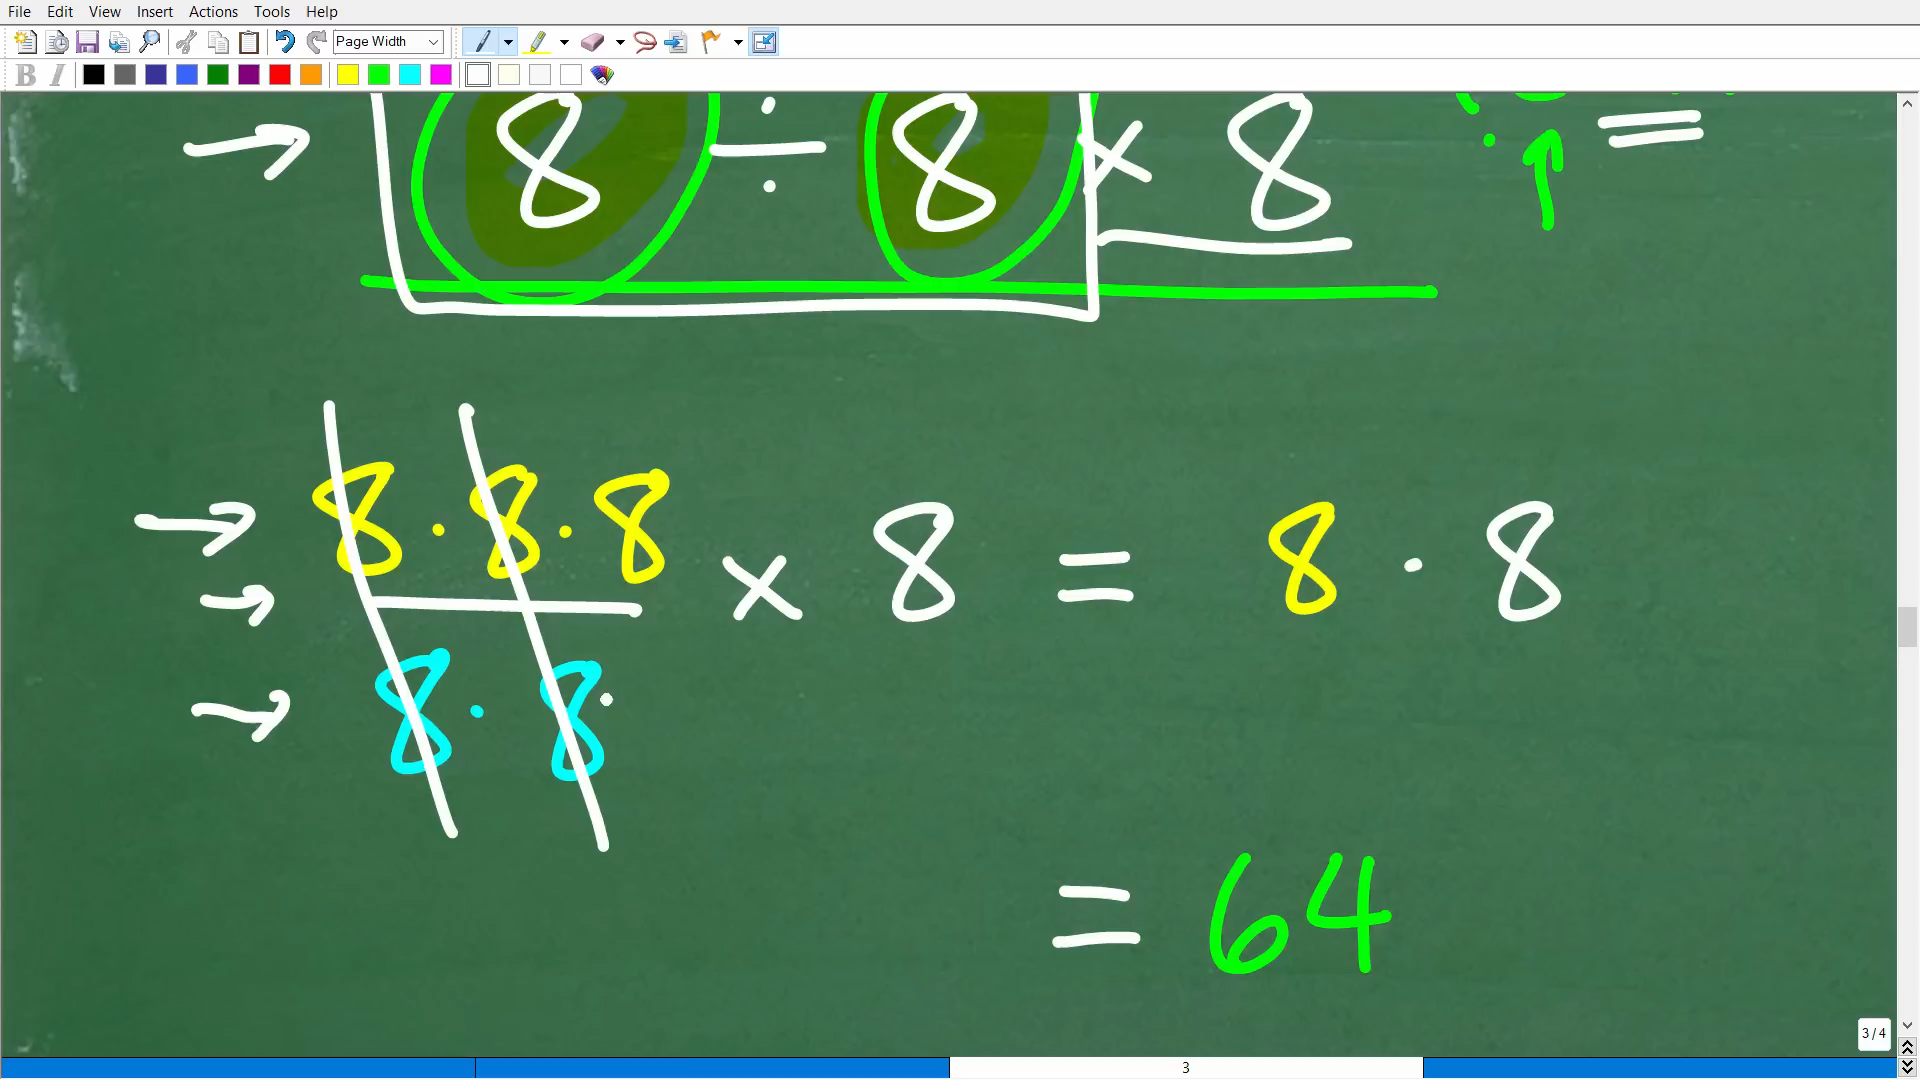 File Edit View Insert Actions Tools Help
Page Width
B I
→ 8 ÷ 8 × 8 =
→ 8 · 8 · 8
→ × 8 = 8 · 8
→ 8 · 8
= 64
3 / 4
3